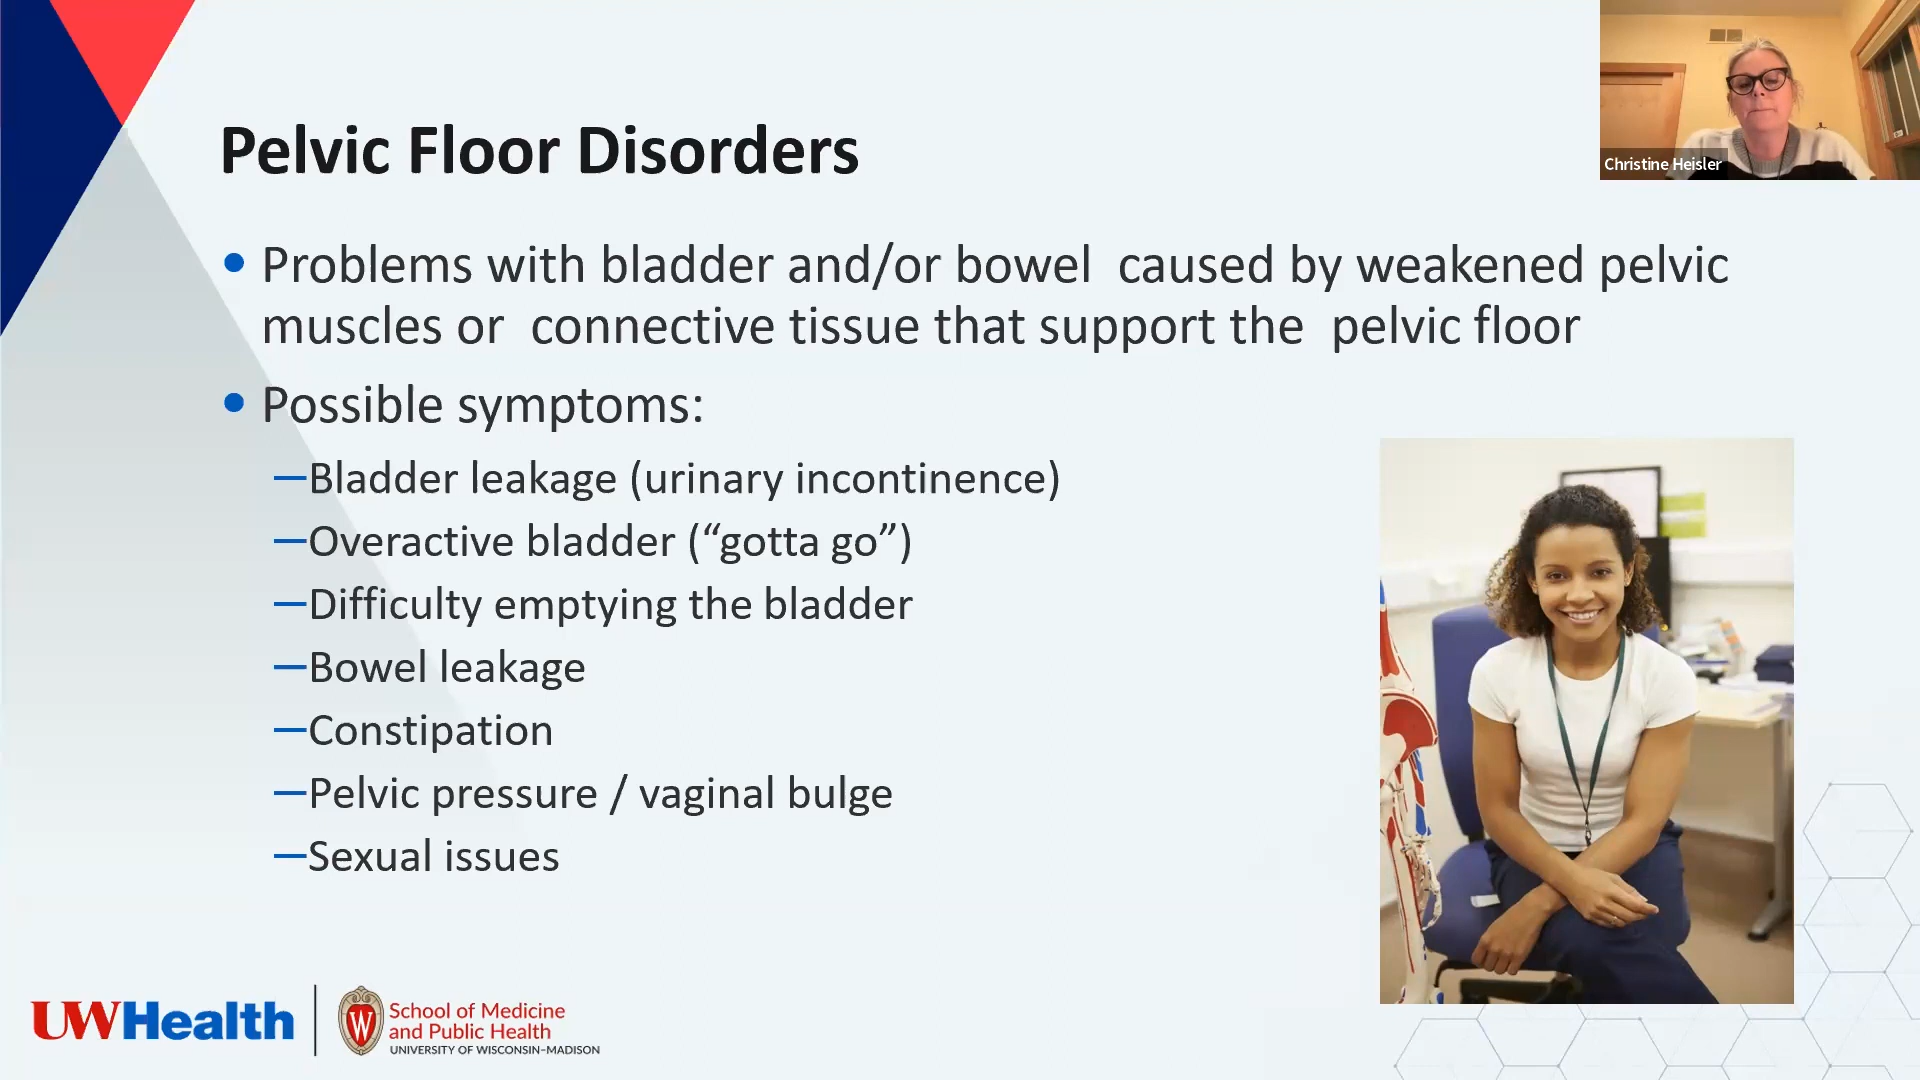 Pelvic Floor Disorders
Christine Heisler
• Problems with bladder and/or bowel  caused by weakened pelvic
muscles or  connective tissue that support the  pelvic floor
• Possible symptoms:
—Bladder leakage (urinary incontinence)
—Overactive bladder (“gotta go”)
—Difficulty emptying the bladder
—Bowel leakage
—Constipation
—Pelvic pressure / vaginal bulge
—Sexual issues
UWHealth
W
School of Medicine
and Public Health
UNIVERSITY OF WISCONSIN–MADISON